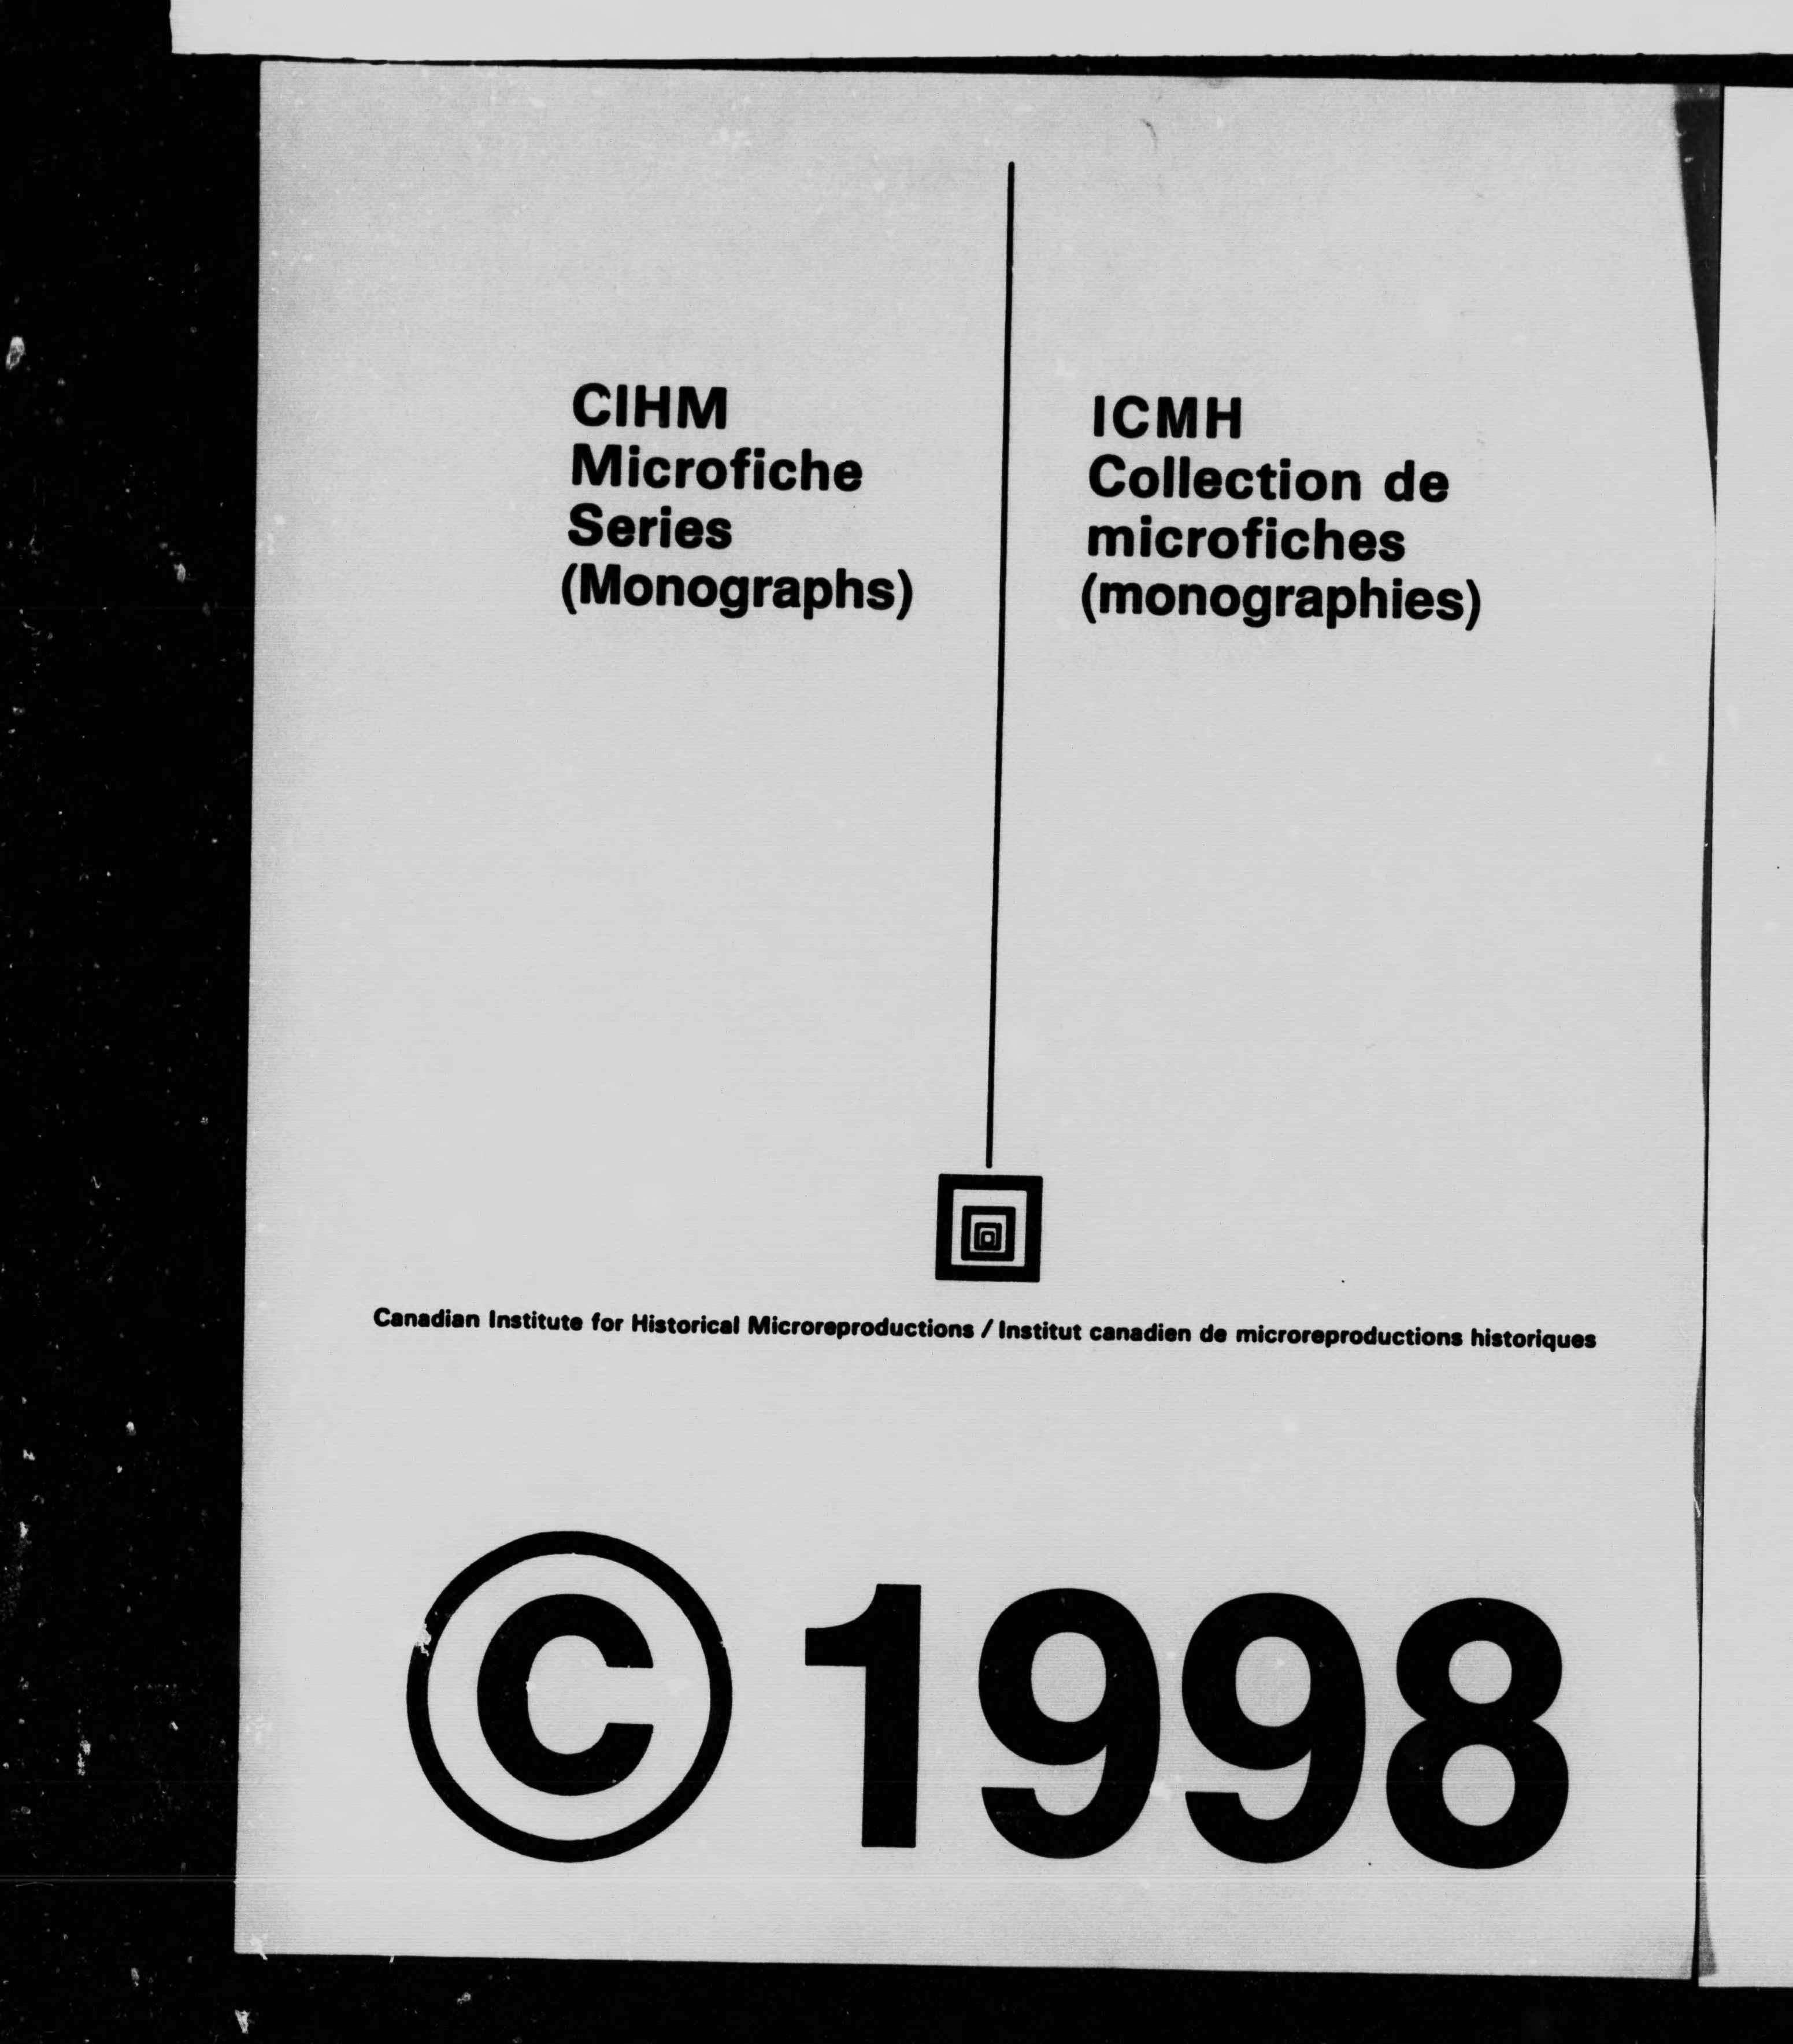 CIHM
Microfiche
Series
(Monographs)
ICMH
Collection de
microfiches
(monographies)
Canadian Institute for Historical Microreproductions / Institut canadien de microreproductions historiques
© 1998